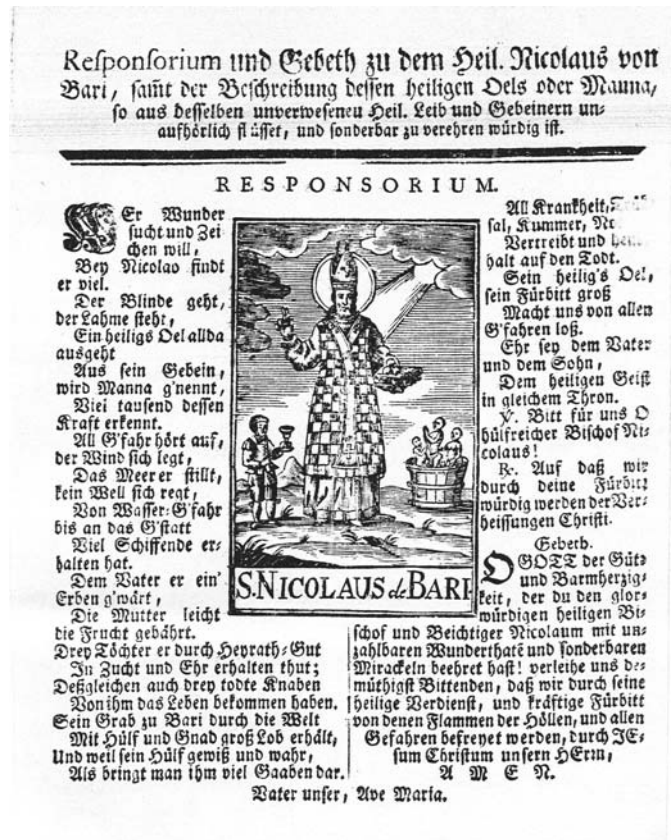 Responsorium und Gebeth zu dem Heil. Nicolaus von
Bari, samt der Beschreibung dessen heiligen Oels oder Manna,
so aus desselben unverweseneu Heil. Leib und Gebeinern un-
aufhörlich flüsset, und sonderbar zu verehren würdig ist.
RESPONSORIUM.
WEr Wunder
sucht und Zei
chen will,
Bey Nicolao findt
er viel.
Der Blinde geht,
der Lahme steht,
Ein heiligs Oel allda
ausgeht
Aus sein Gebein,
wird Manna g'nennt,
Viel tausend dessen
Kraft erkennt.
All G'fahr hört auf,
der Wind sich legt,
Das Meer er stillt,
kein Well sich regt,
Von Wasser-G'fahr
bis an das G'statt
Viel Schiffende er-
halten hat.
Dem Vater er ein'
Erben g'wärt,
Die Mutter leicht
die Frucht gebährt.
Drey Töchter er durch Heyrath-Gut
In Zucht und Ehr erhalten thut;
Deßgleichen auch drey todte Knaben
Von ihm das Leben bekommen haben.
Sein Grab zu Bari durch die Welt
Mit Hülf und Gnad groß Lob erhält,
Und weil sein Hülf gewiß und wahr,
Als bringt man ihm viel Gaaben dar.
S. NICOLAUS de BARI
All Krankheit,
sal, Kummer,
Vertreibt und
halt auf den Todt.
Sein heilig's Oel,
sein Fürbitt groß
Macht uns von allen
G'fahren loß.
Ehr sey dem Vater
und dem Sohn,
Dem heiligen Geist
in gleichem Thron.
℣. Bitt für uns O
hülfreicher Bischof Ni-
colaus!
℟. Auf daß wir
durch deine Fürbitt
würdig werden der Ver-
heissungen Christi.
Gebeth.
O GOTT der Güt-
und Barmherzig-
keit, der du den glor-
würdigen heiligen Bi-
schof und Beichtiger Nicolaum mit un-
zahlbaren Wunderthatē und sonderbaren
Mirackeln beehret hast! verleihe uns de-
müthigst Bittenden, daß wir durch seine
heilige Verdienst, und kräftige Fürbitt
von denen Flammen der Höllen, und allen
Gefahren befreyet werden, durch JE-
sum Christum unsern HErrn,
A M E N.
Vater unser, Ave Maria.